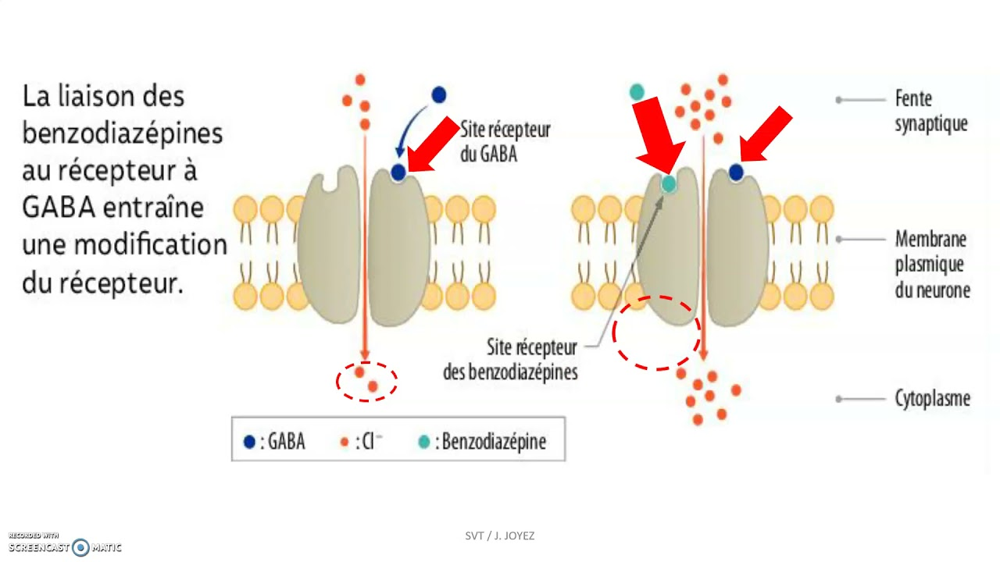 La liaison des
benzodiazépines
au récepteur à
GABA entraîne
une modification
du récepteur.
Site récepteur
du GABA
Fente
synaptique
Membrane
plasmique
du neurone
Site récepteur
des benzodiazépines
Cytoplasme
: GABA : Cl⁻ : Benzodiazépine
SVT / J. JOYEZ
RECORDED WITH
SCREENCAST MATIC